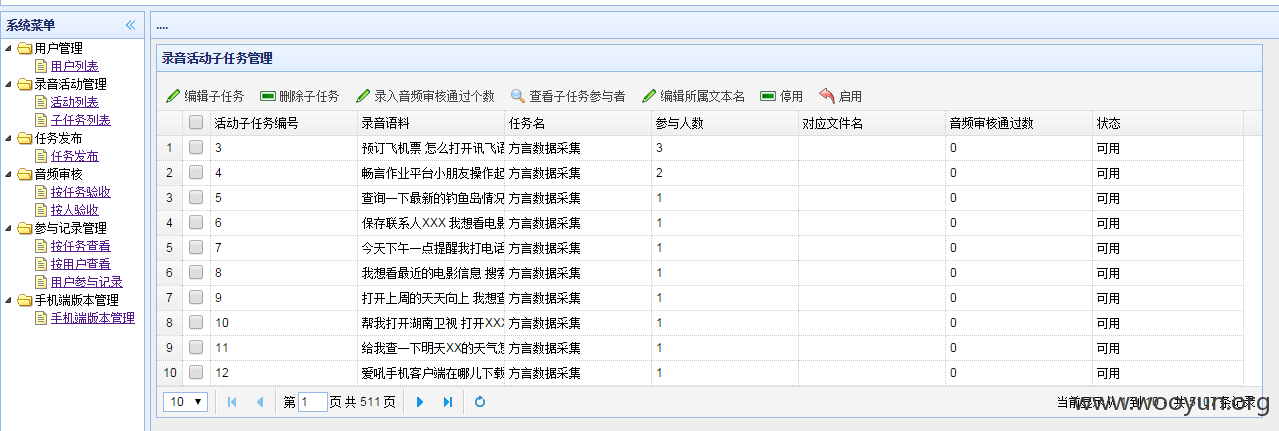 系统菜单
用户管理
用户列表
录音活动管理
活动列表
子任务列表
任务发布
任务发布
音频审核
按任务验收
按人验收
参与记录管理
按任务查看
按用户查看
用户参与记录
手机端版本管理
手机端版本管理
....
录音活动子任务管理
编辑子任务 删除子任务 录入音频审核通过个数 查看子任务参与者 编辑所属文本名 停用 启用
活动子任务编号 录音语料 任务名 参与人数 对应文件名 音频审核通过数 状态
1 3 预订飞机票 怎么打开讯飞语 方言数据采集 3 0 可用
2 4 畅言作业平台小朋友操作起 方言数据采集 2 0 可用
3 5 查询一下最新的钓鱼岛情况 方言数据采集 1 0 可用
4 6 保存联系人XXX 我想看电影 方言数据采集 1 0 可用
5 7 今天下午一点提醒我打电话 方言数据采集 1 0 可用
6 8 我想看最近的电影信息 搜索 方言数据采集 1 0 可用
7 9 打开上周的天天向上 我想查 方言数据采集 1 0 可用
8 10 帮我打开湖南卫视 打开XXX 方言数据采集 1 0 可用
9 11 给我查一下明天XX的天气怎 方言数据采集 1 0 可用
10 12 爱吼手机客户端在哪儿下载 方言数据采集 1 0 可用
10 第 1 页 共 511 页
当前显示从
www.wooyun.org